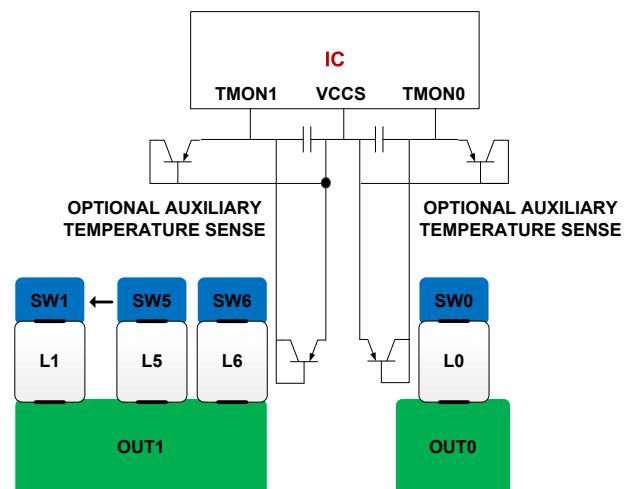 IC
TMON1 VCCS TMON0
OPTIONAL AUXILIARY
TEMPERATURE SENSE
OPTIONAL AUXILIARY
TEMPERATURE SENSE
SW1 SW5 SW6 SW0
L1 L5 L6 L0
OUT1 OUT0